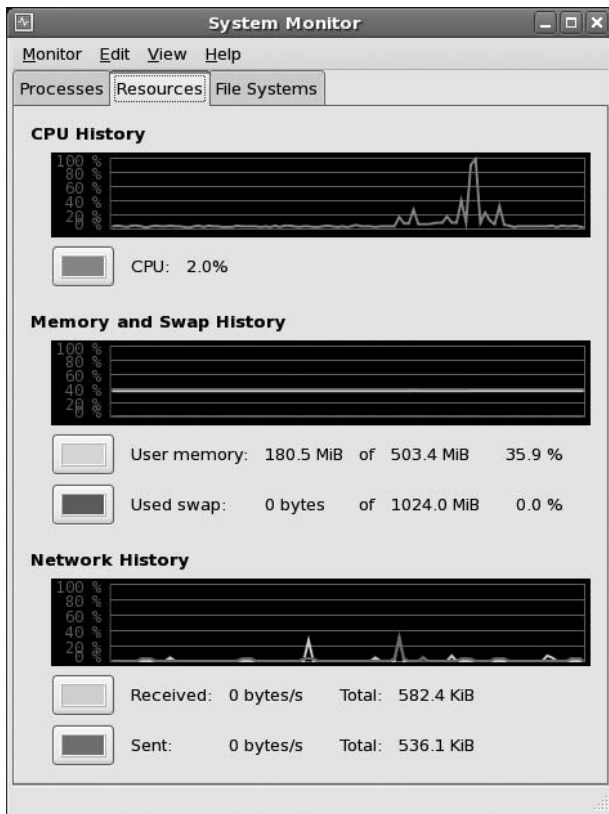 System Monitor
Monitor Edit View Help
Processes Resources File Systems
CPU History
100 %
80 %
60 %
40 %
20 %
0 %
CPU: 2.0%
Memory and Swap History
100 %
80 %
60 %
40 %
20 %
0 %
User memory: 180.5 MiB of 503.4 MiB 35.9 %
Used swap: 0 bytes of 1024.0 MiB 0.0 %
Network History
100 %
80 %
60 %
40 %
20 %
0 %
Received: 0 bytes/s Total: 582.4 KiB
Sent: 0 bytes/s Total: 536.1 KiB